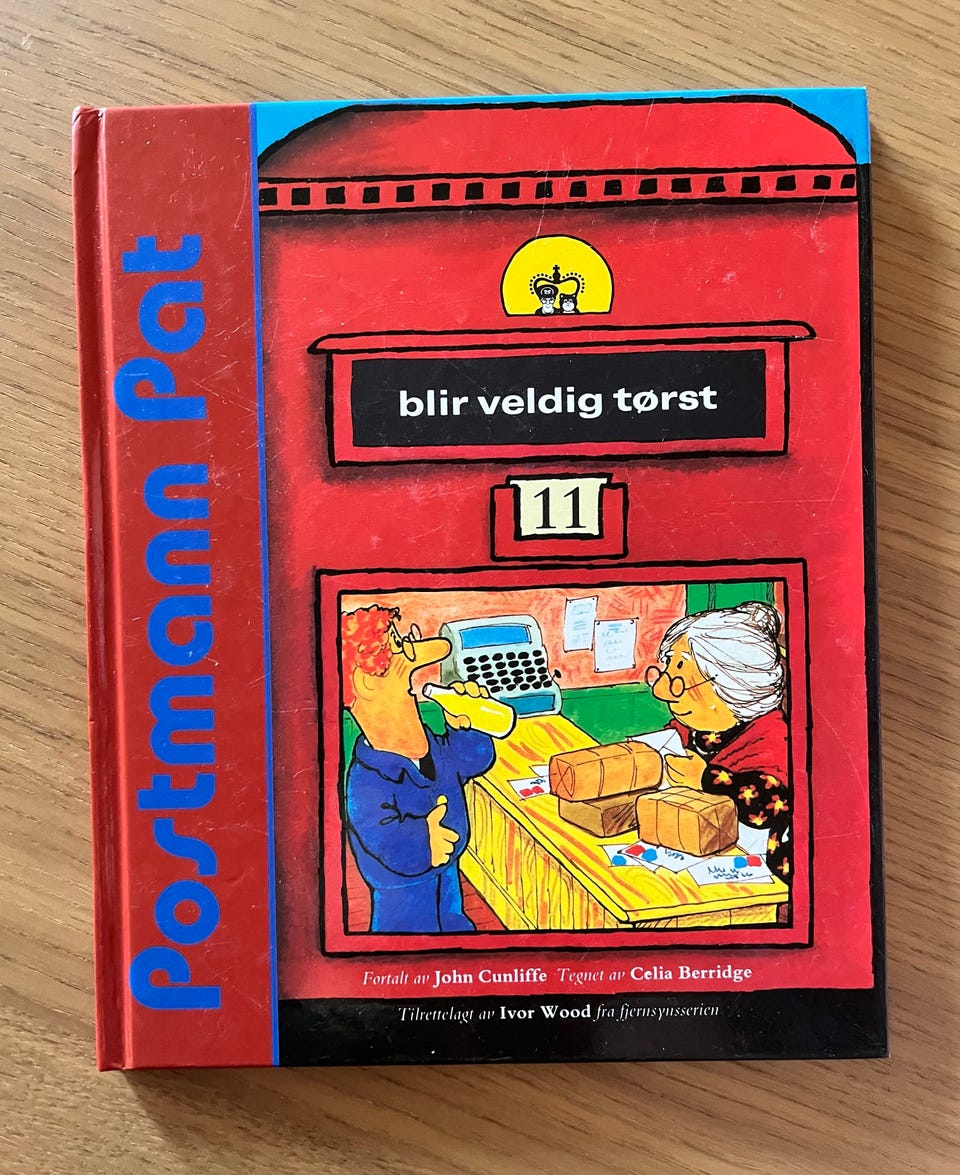 Postmann Pat
blir veldig tørst
11
Fortalt av John Cunliffe Tegnet av Celia Berridge
Tilrettelagt av Ivor Wood fra fjernsynsserien